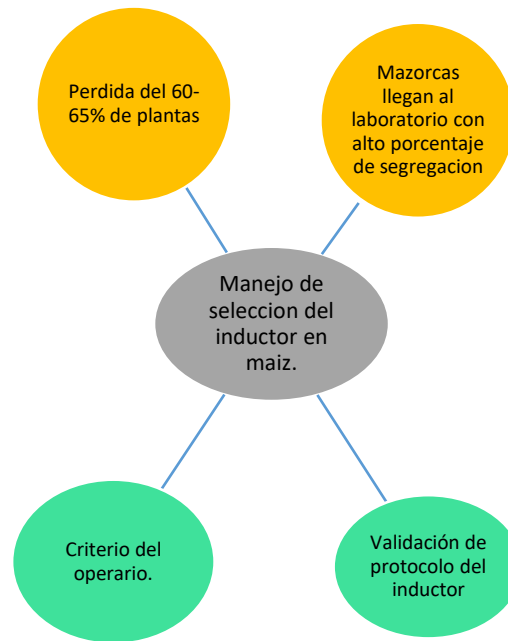 Perdida del 60-
65% de plantas
Mazorcas
llegan al
laboratorio con
alto porcentaje
de segregacion
Manejo de
seleccion del
inductor en
maiz.
Criterio del
operario.
Validación de
protocolo del
inductor